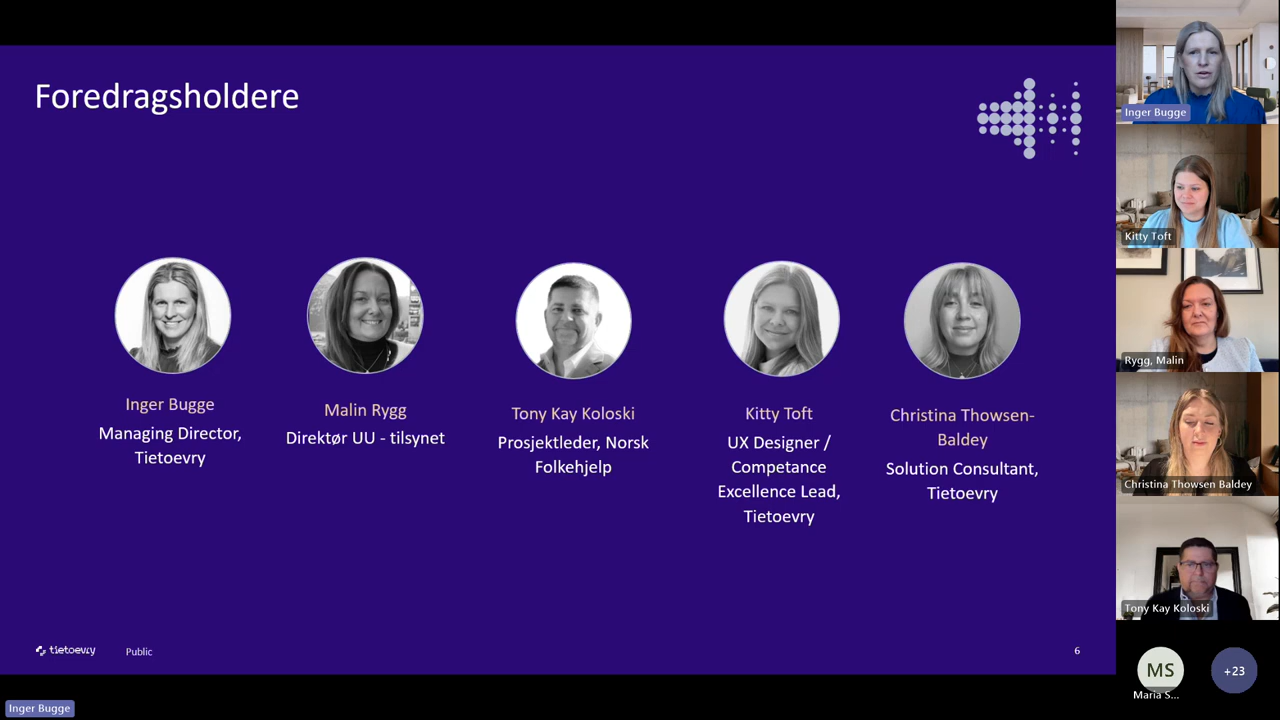 Foredragsholdere
Inger Bugge
Managing Director,
Tietoevry
Malin Rygg
Direktør UU - tilsynet
Tony Kay Koloski
Prosjektleder, Norsk
Folkehjelp
Kitty Toft
UX Designer /
Competance
Excellence Lead,
Tietoevry
Christina Thowsen-
Baldey
Solution Consultant,
Tietoevry
tietoevry
Public
6
Inger Bugge
Inger Bugge
Kitty Toft
Rygg, Malin
Christina Thowsen Baldey
Tony Kay Koloski
MS
+23
Maria S...